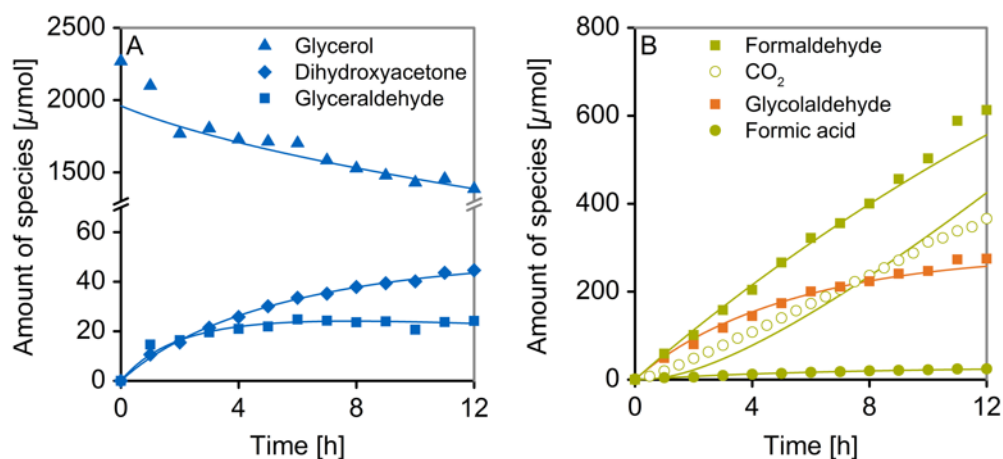 A
Glycerol
Dihydroxyacetone
Glyceraldehyde
Amount of species [µmol]
2500
2000
1500
60
40
20
0
0 4 8 12
Time [h]
B
Formaldehyde
CO₂
Glycolaldehyde
Formic acid
Amount of species [µmol]
800
600
400
200
0
0 4 8 12
Time [h]